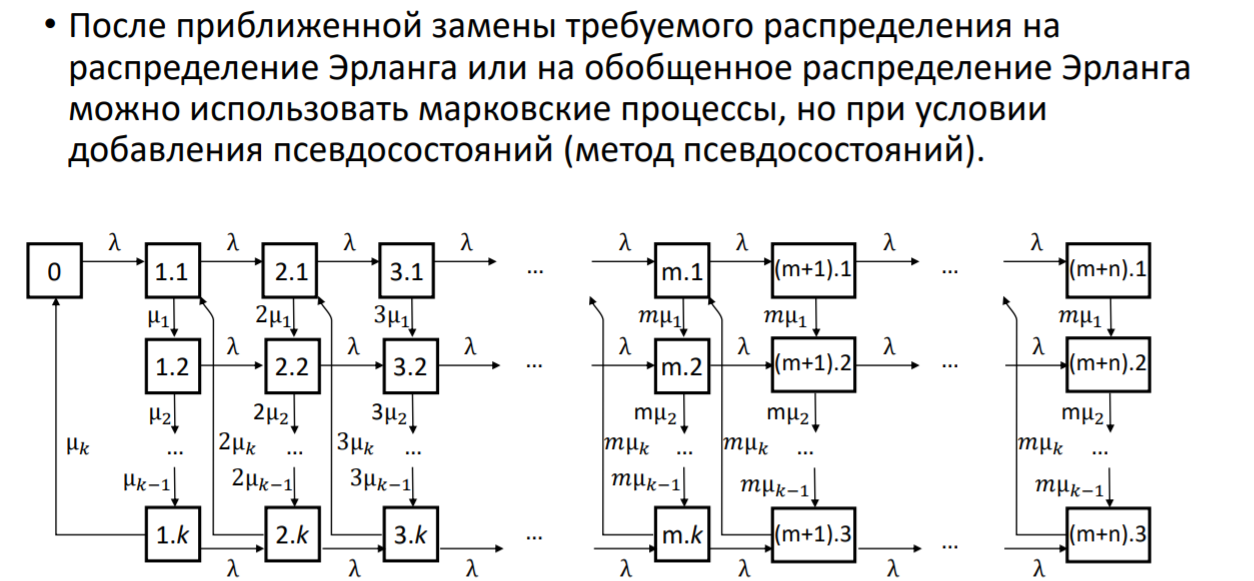 • После приближенной замены требуемого распределения на
распределение Эрланга или на обобщенное распределение Эрланга
можно использовать марковские процессы, но при условии
добавления псевдосостояний (метод псевдосостояний).
λ λ λ λ λ λ λ λ
0 1.1 2.1 3.1 ... m.1 (m+1).1 ... (m+n).1
μ₁ 2μ₁ 3μ₁ mμ₁ mμ₁ mμ₁
λ λ λ λ λ λ λ
1.2 2.2 3.2 ... m.2 (m+1).2 ... (m+n).2
μ₂ 2μ₂ 3μ₂ mμ₂ mμ₂ mμ₂
μₖ ... 2μₖ ... 3μₖ ... mμₖ ... mμₖ ... mμₖ ...
μₖ₋₁ 2μₖ₋₁ 3μₖ₋₁ mμₖ₋₁ mμₖ₋₁ mμₖ₋₁
1.k 2.k 3.k ... m.k (m+1).3 ... (m+n).3
λ λ λ λ λ λ λ